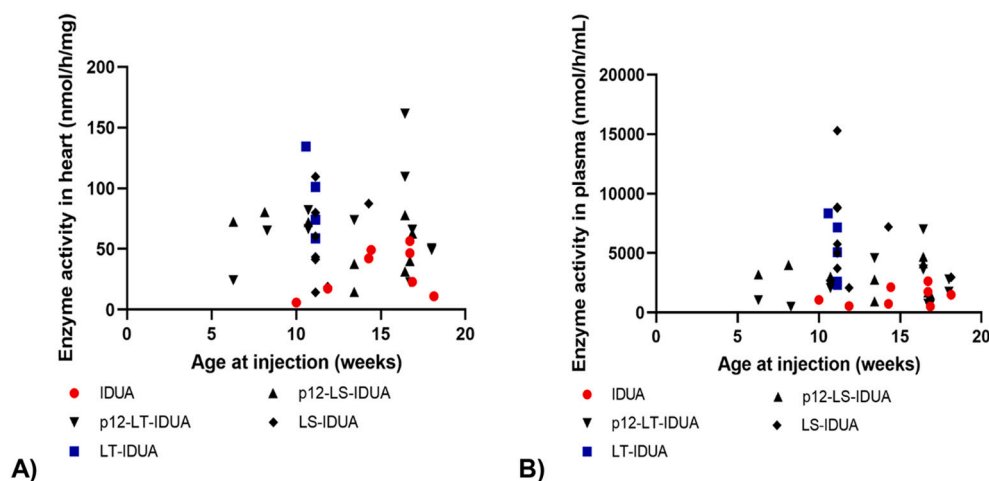 Enzyme activity in heart (nmol/h/mg)
200
150
100
50
0
0 5 10 15 20
Age at injection (weeks)
IDUA
p12-LS-IDUA
p12-LT-IDUA
LS-IDUA
LT-IDUA
A)
Enzyme activity in plasma (nmol/h/mL)
20000
15000
10000
5000
0
0 5 10 15 20
Age at injection (weeks)
IDUA
p12-LS-IDUA
p12-LT-IDUA
LS-IDUA
LT-IDUA
B)